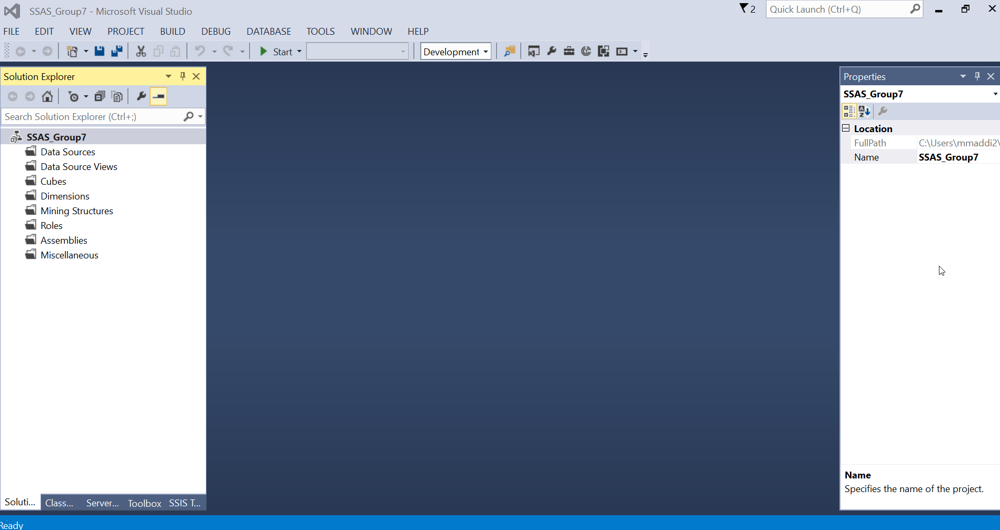 SSAS_Group7 - Microsoft Visual Studio
2
Quick Launch (Ctrl+Q)
FILE EDIT VIEW PROJECT BUILD DEBUG DATABASE TOOLS WINDOW HELP
Start
Development
Solution Explorer
Search Solution Explorer (Ctrl+;)
SSAS_Group7
Data Sources
Data Source Views
Cubes
Dimensions
Mining Structures
Roles
Assemblies
Miscellaneous
Soluti... Class... Server... Toolbox SSIS T...
Properties
SSAS_Group7
Location
FullPath C:\Users\mmaddi2\
Name SSAS_Group7
Name
Specifies the name of the project.
Ready